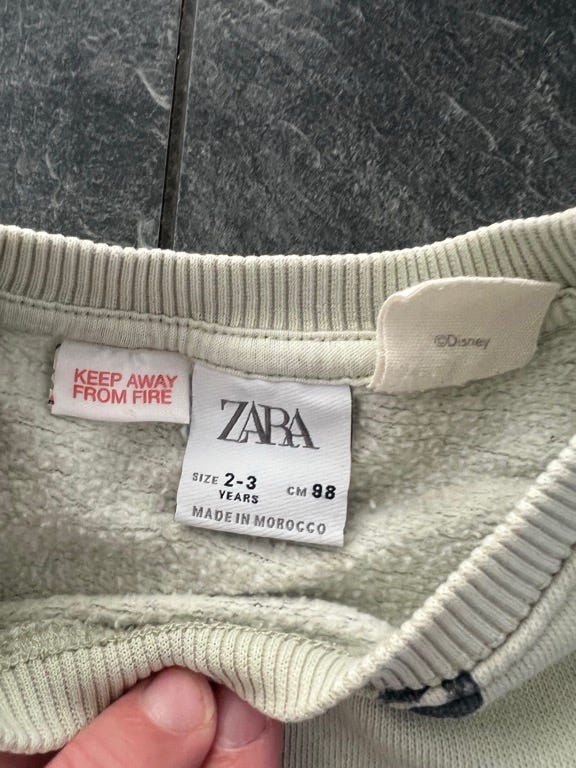 ©Disney
KEEP AWAY
FROM FIRE
ZARA
SIZE 2-3 CM 98
YEARS
MADE IN MOROCCO